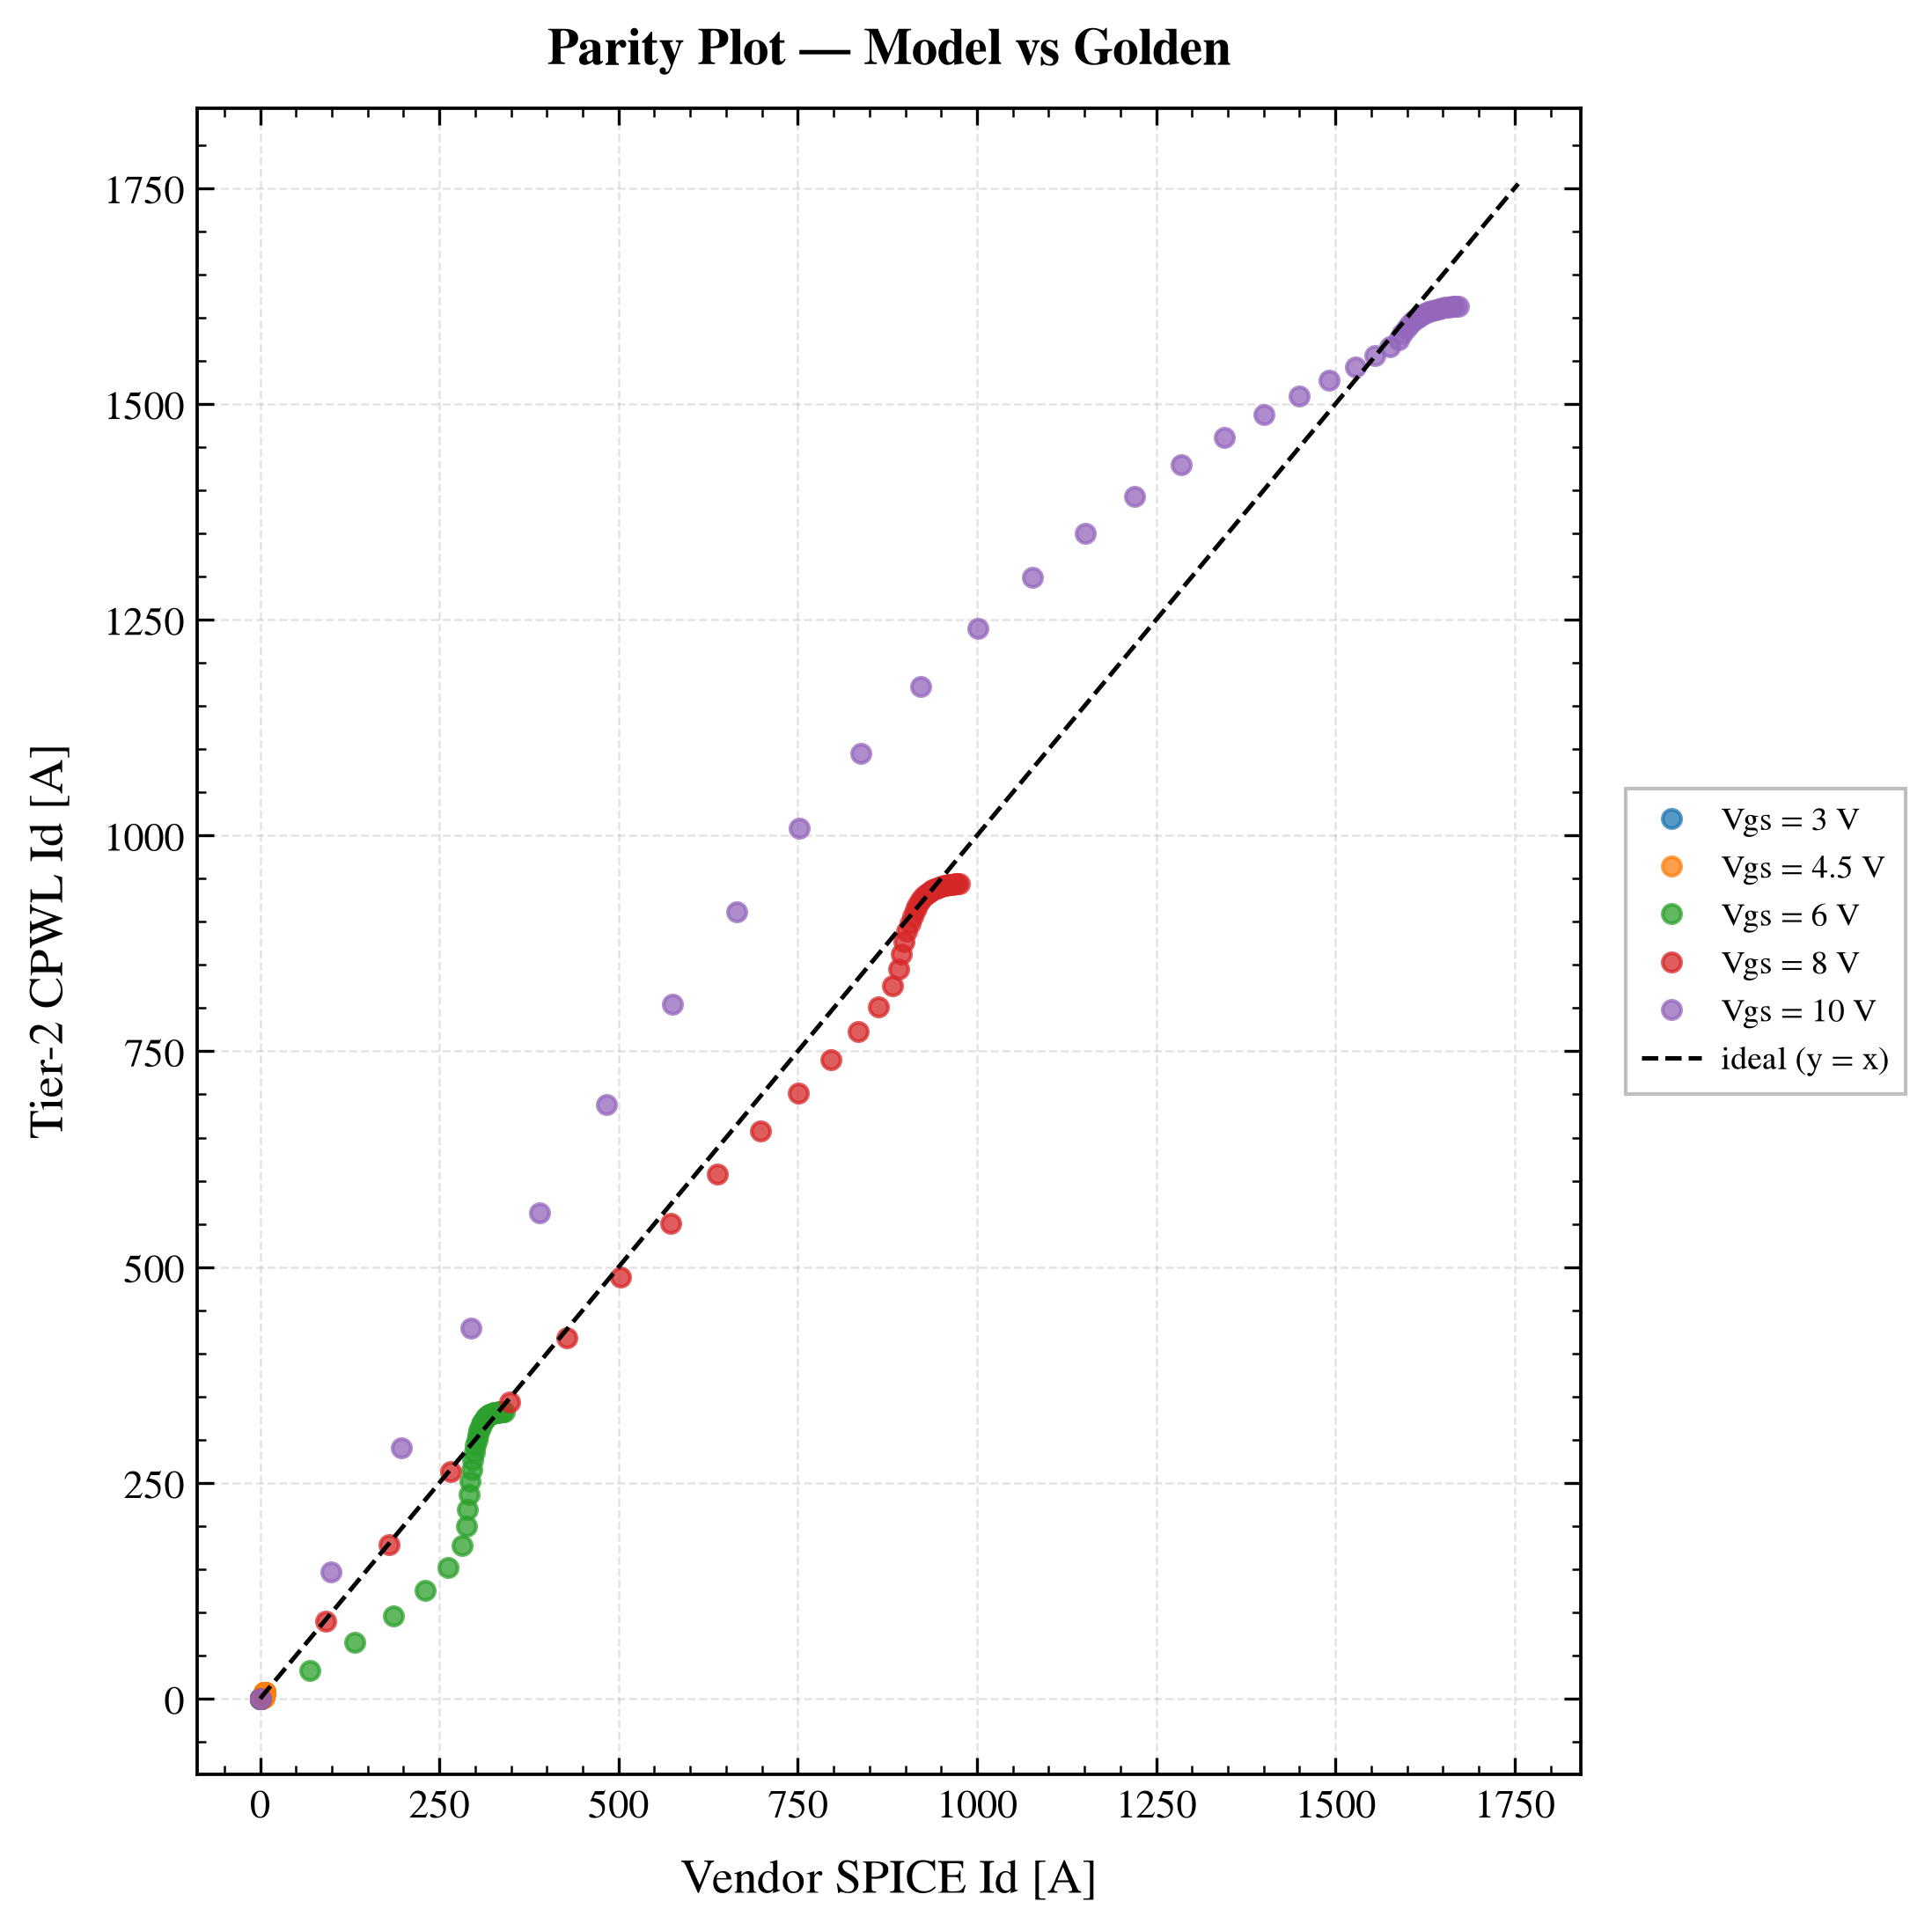 Parity Plot — Model vs Golden
Tier-2 CPWL Id [A]
1750
1500
1250
1000
750
500
250
0
0 250 500 750 1000 1250 1500 1750
Vendor SPICE Id [A]
Vgs = 3 V
Vgs = 4.5 V
Vgs = 6 V
Vgs = 8 V
Vgs = 10 V
ideal (y = x)